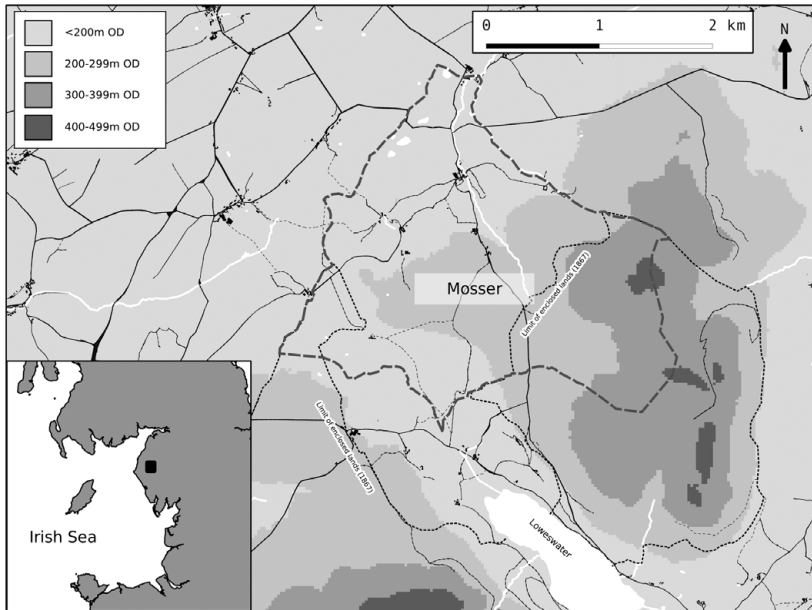 <200m OD
200-299m OD
300-399m OD
400-499m OD
0 1 2 km
N
Mosser
Limit of enclosed lands (1867)
Limit of enclosed lands (1867)
Loweswater
Irish Sea